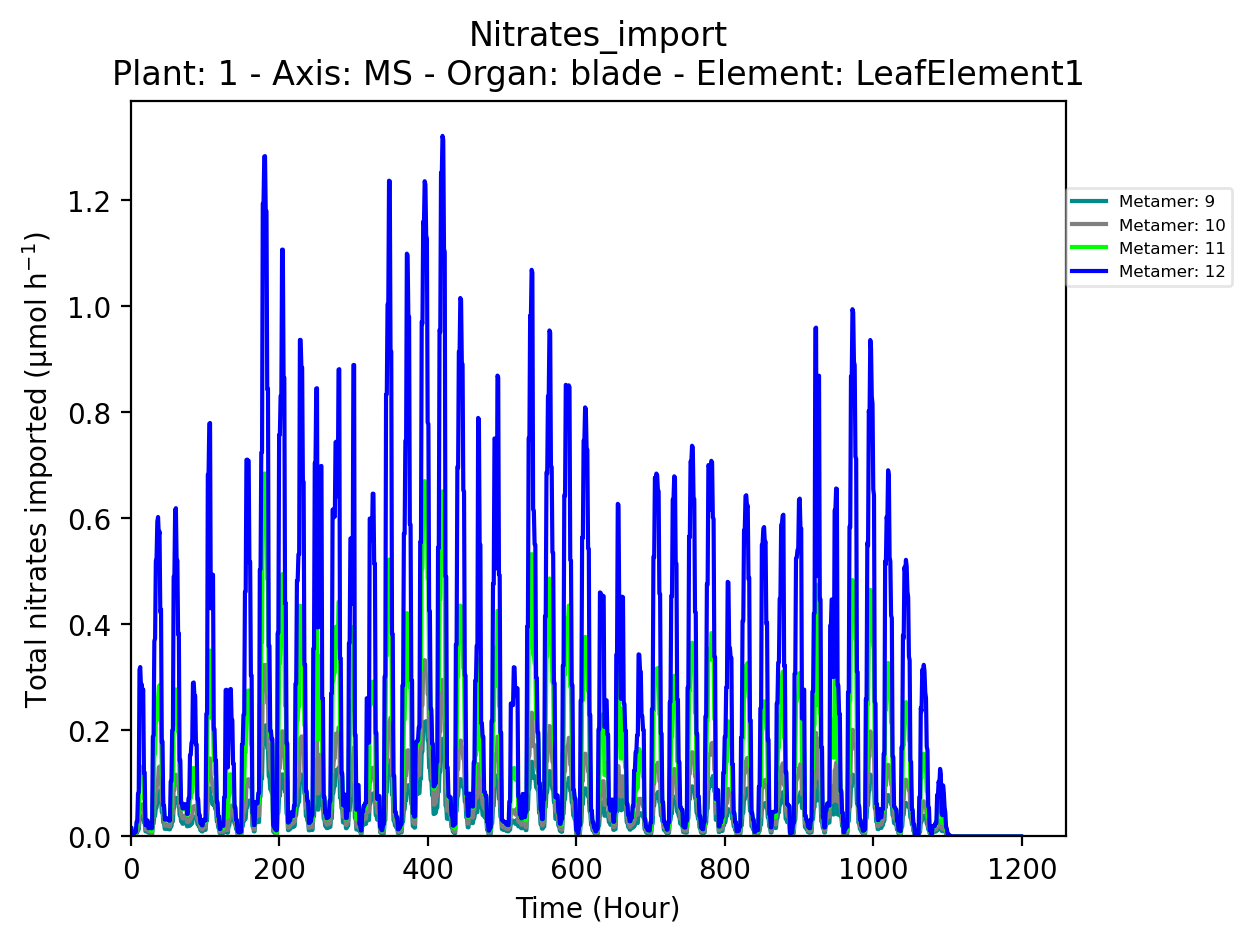 Nitrates_import
Plant: 1 - Axis: MS - Organ: blade - Element: LeafElement1
Total nitrates imported (µmol h⁻¹)
1.2
1.0
0.8
0.6
0.4
0.2
0.0
0 200 400 600 800 1000 1200
Time (Hour)
Metamer: 9
Metamer: 10
Metamer: 11
Metamer: 12